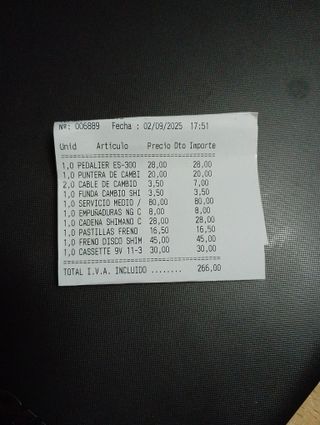 Nº: 006889 Fecha : 02/09/2025 17:51
Unid Artículo Precio Dto Importe
1,0 PEDALIER ES-300 28,00 28,00
1,0 PUNTERA DE CAMBI 20,00 20,00
2,0 CABLE DE CAMBIO 3,50 7,00
1,0 FUNDA CAMBIO SHI 3,50 3,50
1,0 SERVICIO MEDIO / 80,00 80,00
1,0 EMPUÑADURAS NG C 8,00 8,00
1,0 CADENA SHIMANO C 28,00 28,00
1,0 PASTILLAS FRENO 16,50 16,50
1,0 FRENO DISCO SHIM 45,00 45,00
1,0 CASSETTE 9V 11-3 30,00 30,00
TOTAL I.V.A. INCLUIDO ........ 266,00